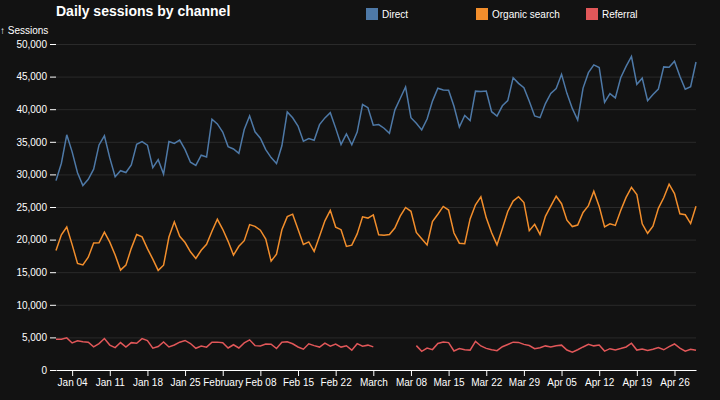 Daily sessions by channel
Direct
Organic search
Referral
↑ Sessions
50,000
45,000
40,000
35,000
30,000
25,000
20,000
15,000
10,000
5,000
0
Jan 04 Jan 11 Jan 18 Jan 25 February Feb 08 Feb 15 Feb 22 March Mar 08 Mar 15 Mar 22 Mar 29 Apr 05 Apr 12 Apr 19 Apr 26